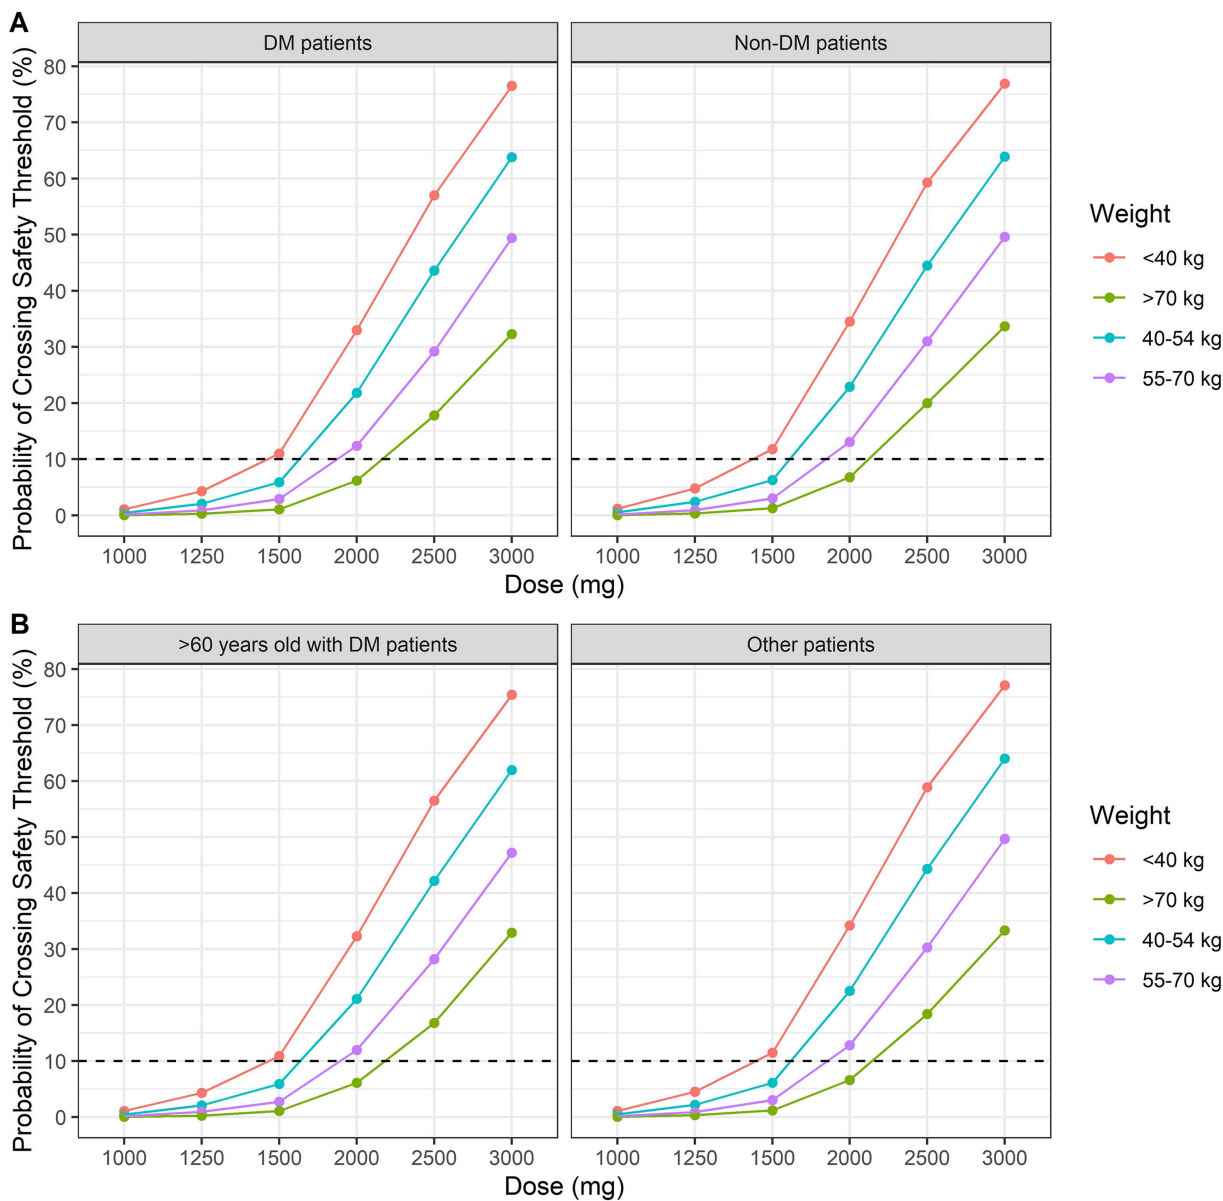 A
DM patients
Non-DM patients
Probability of Crossing Safety Threshold (%)
80
70
60
50
40
30
20
10
0
1000 1250 1500 2000 2500 3000
1000 1250 1500 2000 2500 3000
Dose (mg)
Weight
<40 kg
>70 kg
40-54 kg
55-70 kg
B
>60 years old with DM patients
Other patients
Probability of Crossing Safety Threshold (%)
80
70
60
50
40
30
20
10
0
1000 1250 1500 2000 2500 3000
1000 1250 1500 2000 2500 3000
Dose (mg)
Weight
<40 kg
>70 kg
40-54 kg
55-70 kg